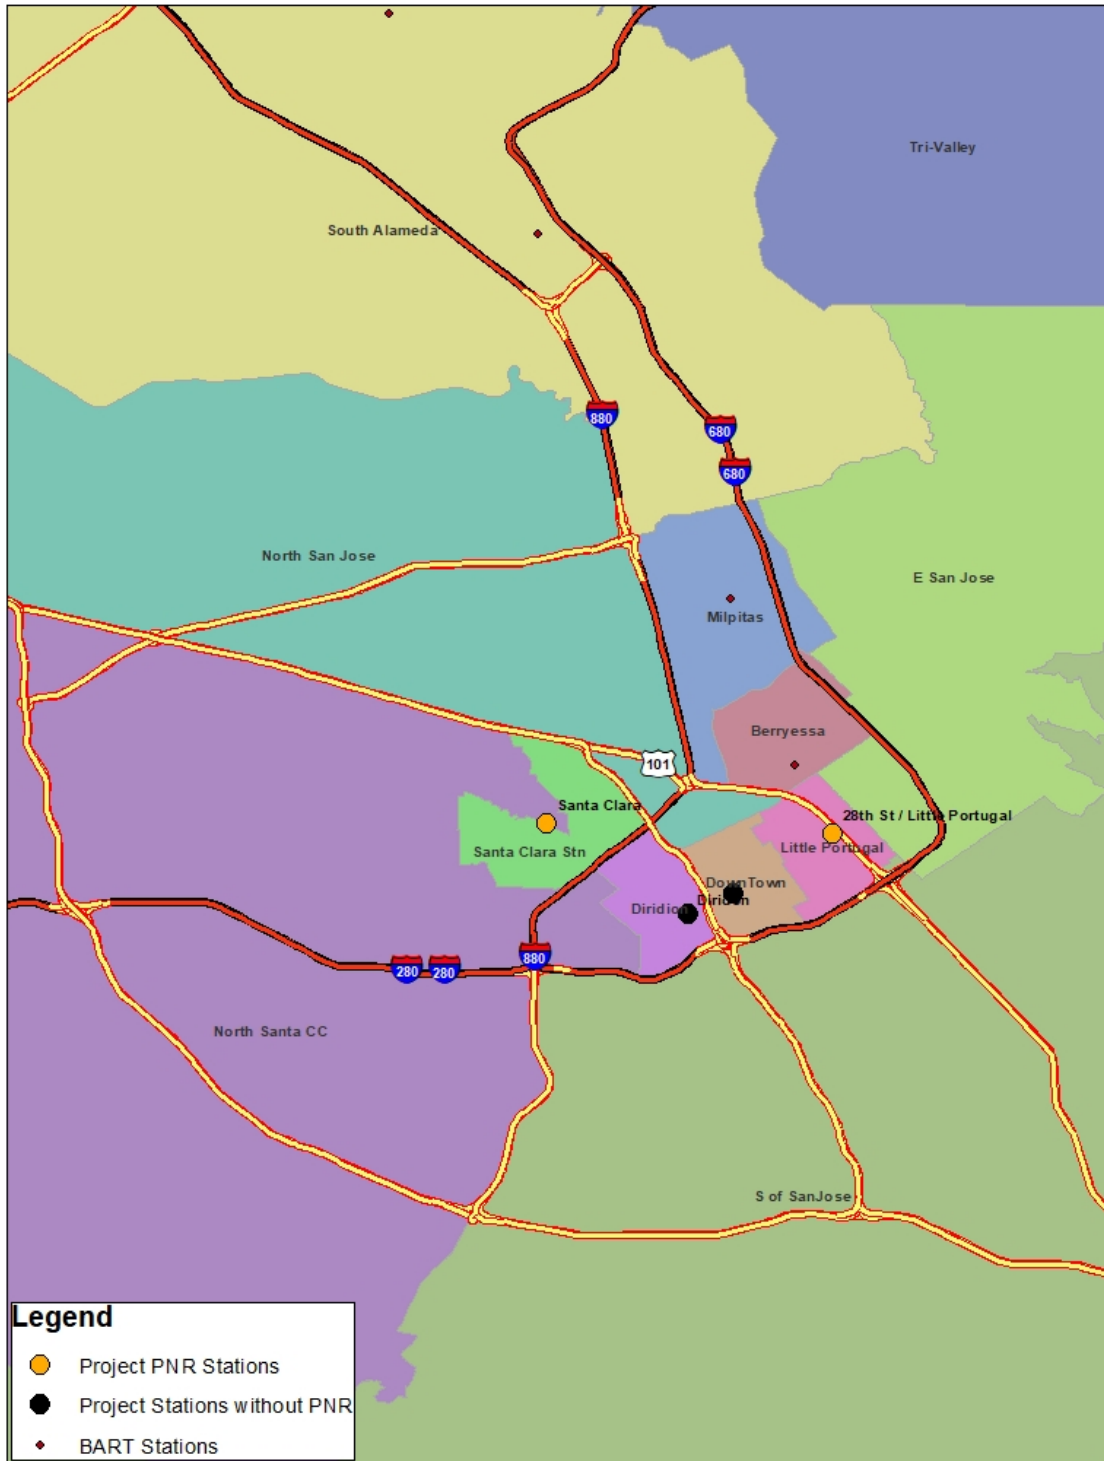 Tri-Valley
South Alameda
880
680
680
North San Jose
E San Jose
Milpitas
Berryessa
101
Santa Clara
28th St / Little Portugal
Little Portugal
Santa Clara Stn
DownTown
Diridion
Diridon
880
280
280
North Santa CC
S of SanJose
Legend
Project PNR Stations
Project Stations without PNR
BART Stations